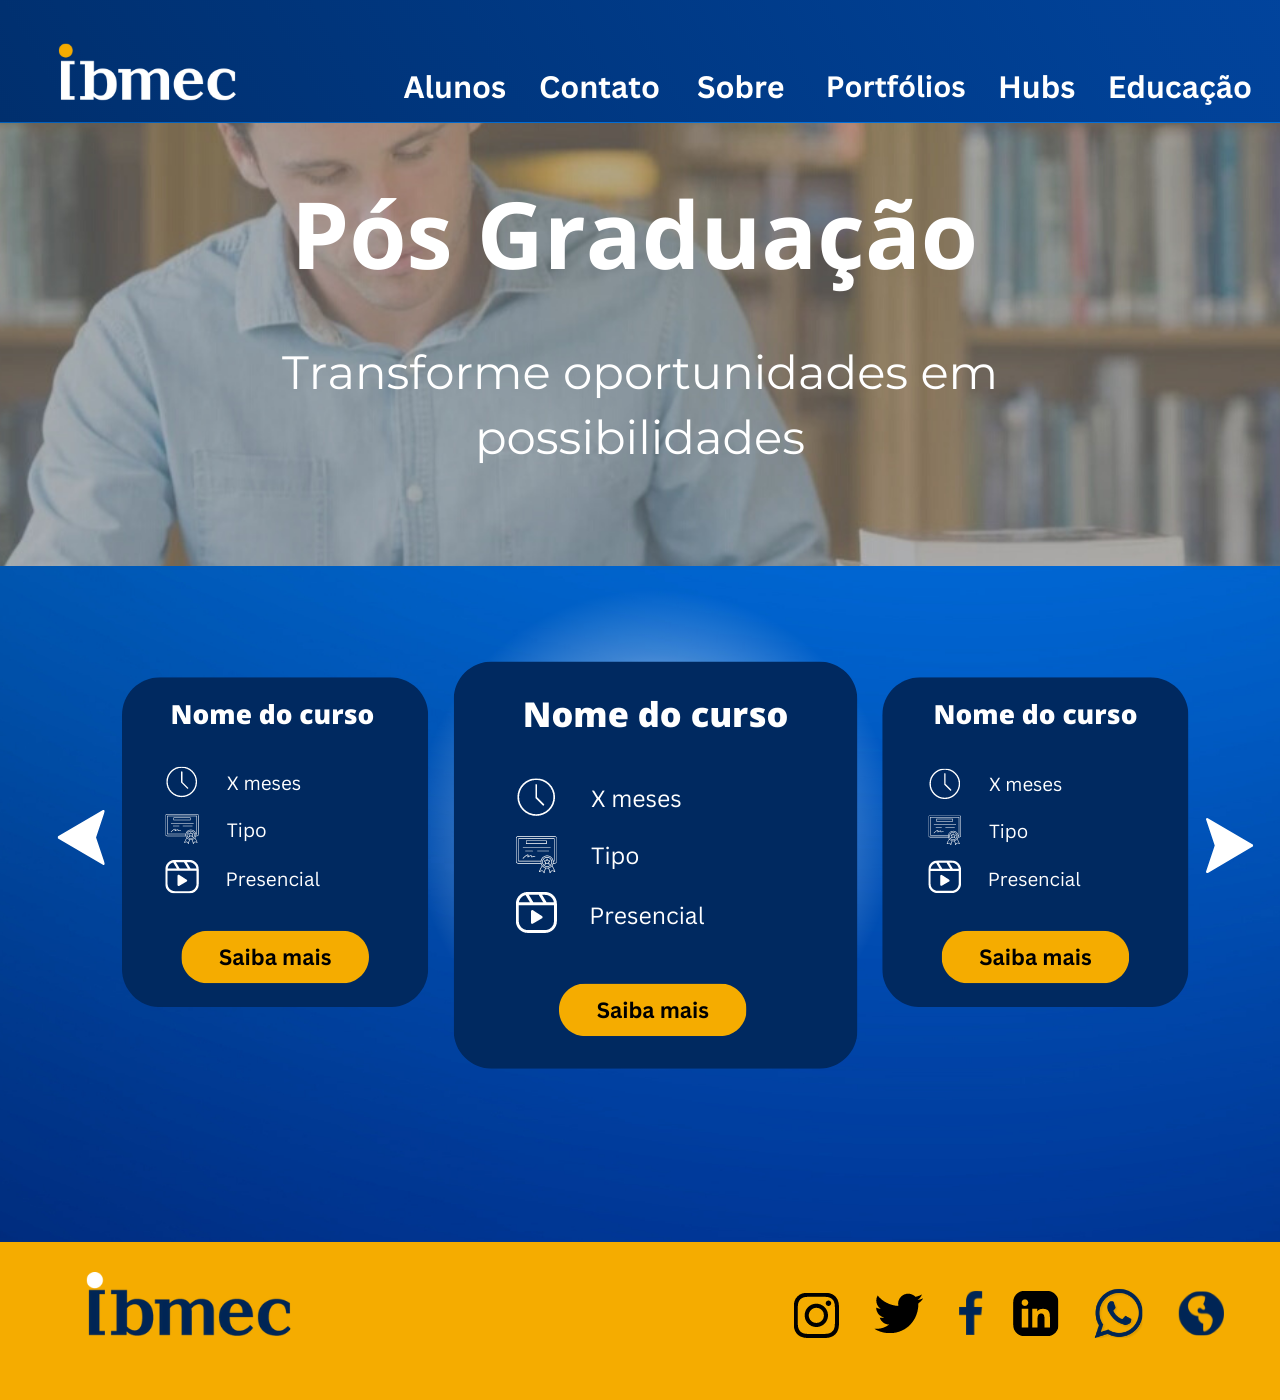 ibmec
Alunos Contato Sobre Portfólios Hubs Educação
Pós Graduação
Transforme oportunidades em
possibilidades
Nome do curso
X meses
Tipo
Presencial
Saiba mais
Nome do curso
X meses
Tipo
Presencial
Saiba mais
Nome do curso
X meses
Tipo
Presencial
Saiba mais
ibmec
in